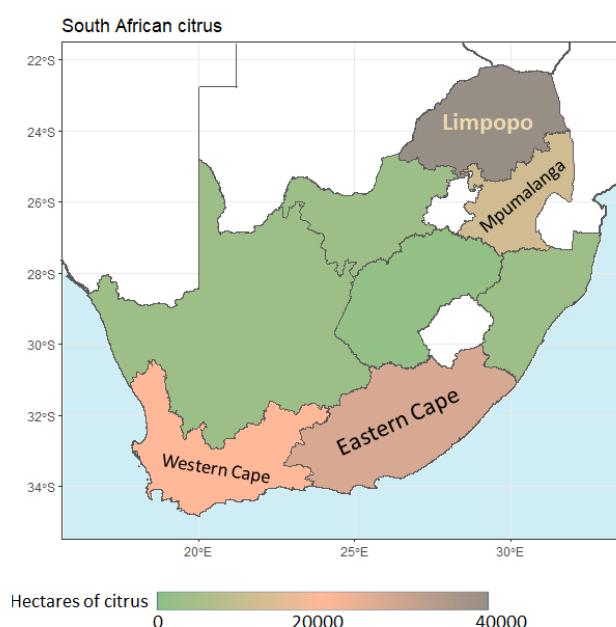 South African citrus
22°S
24°S
26°S
28°S
30°S
32°S
34°S
Limpopo
Mpumalanga
Eastern Cape
Western Cape
20°E 25°E 30°E
Hectares of citrus
0 20000 40000